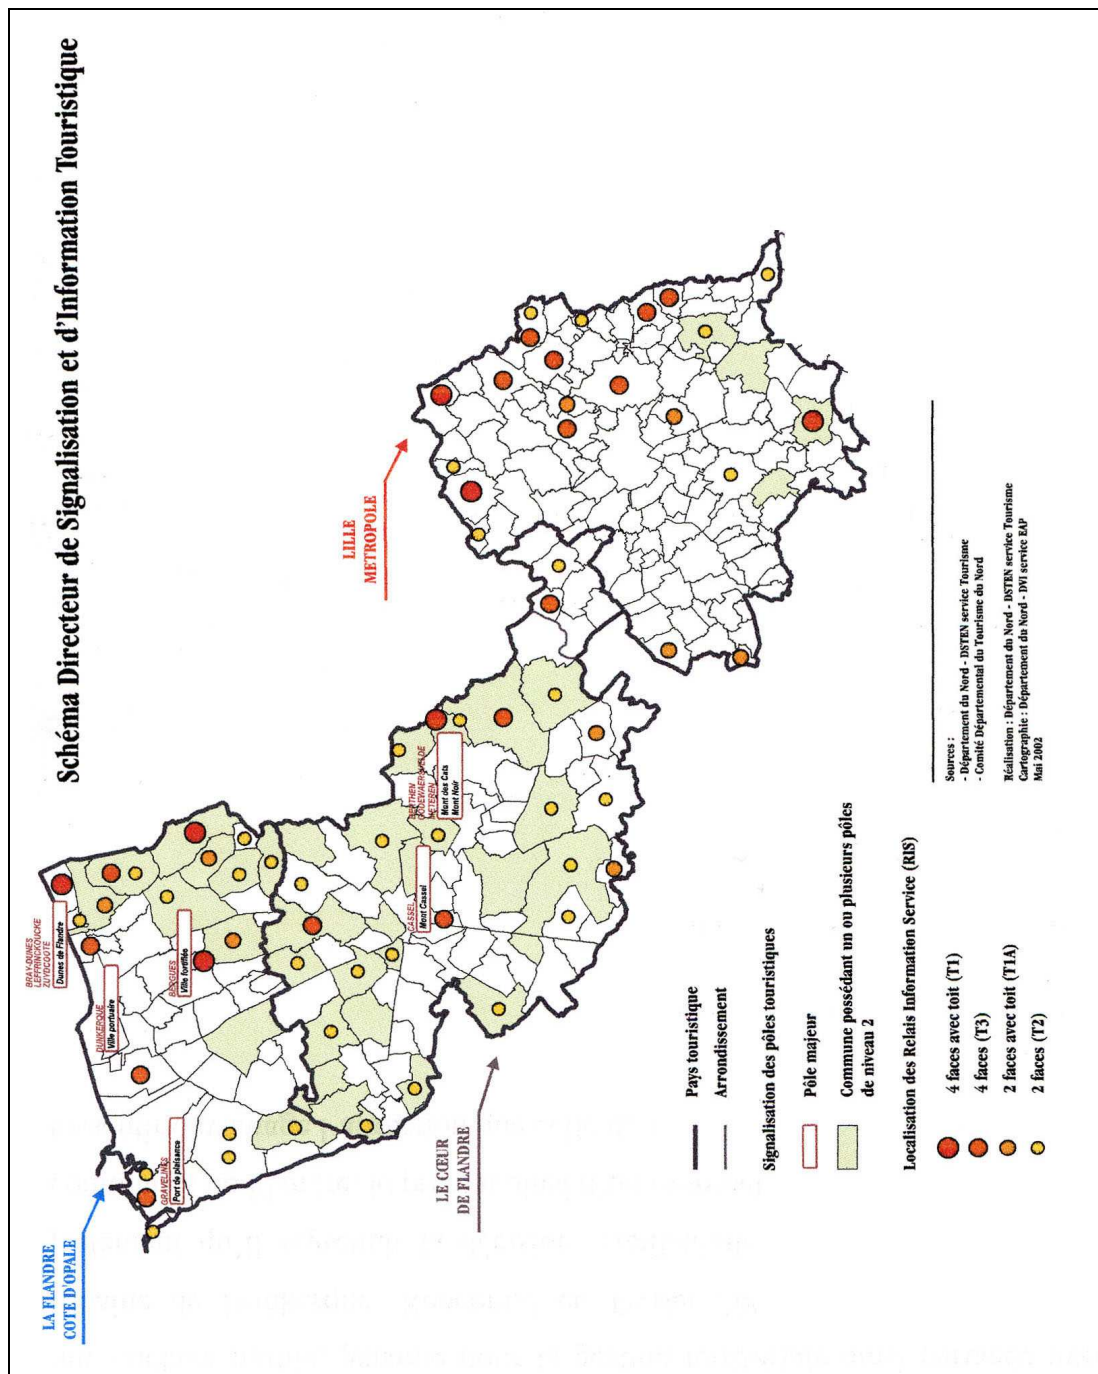 Schéma Directeur de Signalisation et d'Information Touristique
LA FLANDRE
COTE D'OPALE
LE CŒUR
DE FLANDRE
LILLE
METROPOLE
GRAVELINES
Port de plaisance
DUNKERQUE
Ville portuaire
BRAY-DUNES
LEFFRINCKOUCKE
ZUYDCOOTE
Dunes de Flandre
BERGUES
Ville fortifiée
CASSEL
Mont Cassel
BERTHEN
GODEWAERSVELDE
METEREN
Mont des Cats
Mont Noir
Pays touristique
Arrondissement
Signalisation des pôles touristiques
Pôle majeur
Commune possédant un ou plusieurs pôles
de niveau 2
Localisation des Relais Information Service (RIS)
4 faces avec toit (T1)
4 faces (T3)
2 faces avec toit (T1A)
2 faces (T2)
Sources :
- Département du Nord - DSTEN service Tourisme
- Comité Départemental du Tourisme du Nord
Réalisation : Département du Nord - DSTEN service Tourisme
Cartographie : Département du Nord - DVI service EAP
Mai 2002